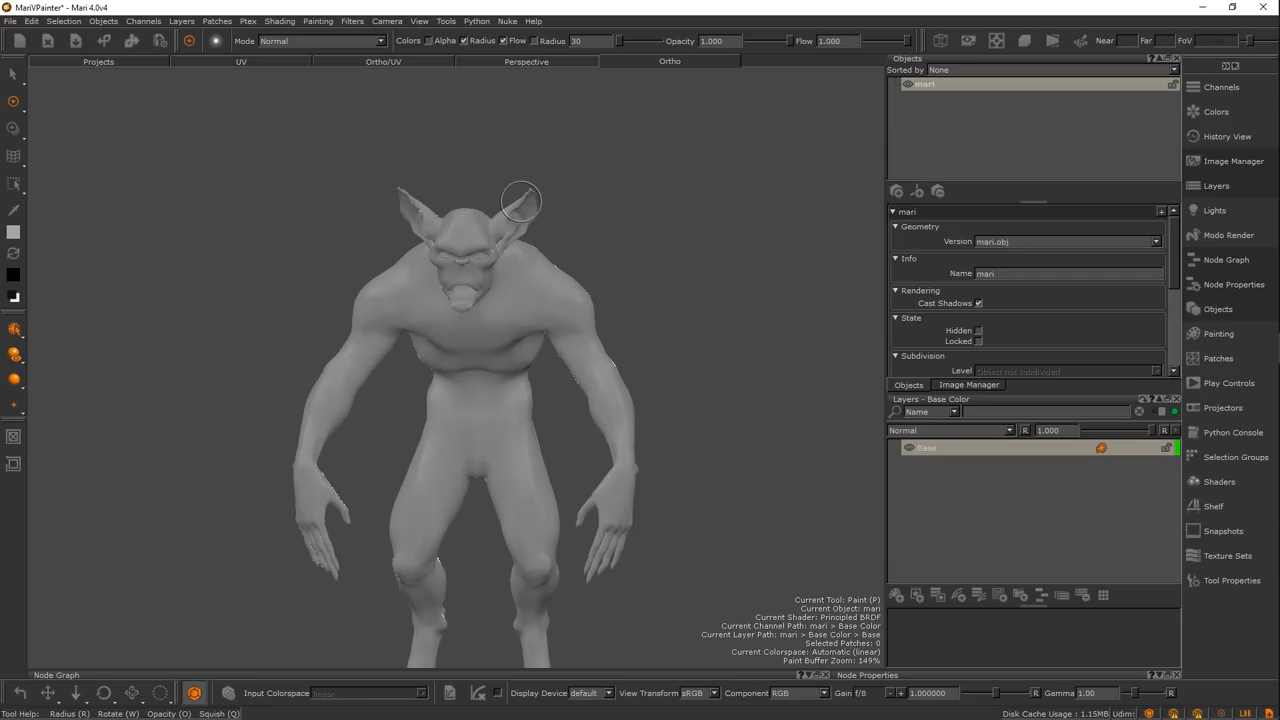 MariVPainter* - Mari 4.0v4
File Edit Selection Objects Channels Layers Patches Ptex Shading Painting Filters Camera View Tools Python Nuke Help
Mode Normal Colors Alpha Radius Flow Radius 30 Opacity 1.000 Flow 1.000 Near Far FoV
Projects UV Ortho/UV Perspective Ortho
Objects
Sorted by None
mari
mari
Geometry
Version mari.obj
Info
Name mari
Rendering
Cast Shadows
State
Hidden
Locked
Subdivision
Level Object not subdivided
Objects Image Manager
Layers - Base Color
Name
Normal R 1.000 R
Base
Channels
Colors
History View
Image Manager
Layers
Lights
Modo Render
Node Graph
Node Properties
Objects
Painting
Patches
Play Controls
Projectors
Python Console
Selection Groups
Shaders
Shelf
Snapshots
Texture Sets
Tool Properties
Current Tool: Paint (P)
Current Object: mari
Current Shader: Principled BRDF
Current Channel Path: mari > Base Color
Current Layer Path: mari > Base Color > Base
Selected Patches: 0
Current Colorspace: Automatic (linear)
Paint Buffer Zoom: 149%
Node Graph Node Properties
Input Colorspace linear Display Device default View Transform sRGB Component RGB Gain f/8 - + 1.000000 R Gamma 1.00 R
Tool Help: Radius (R) Rotate (W) Opacity (O) Squish (Q) Disk Cache Usage : 1.15MB Udim: